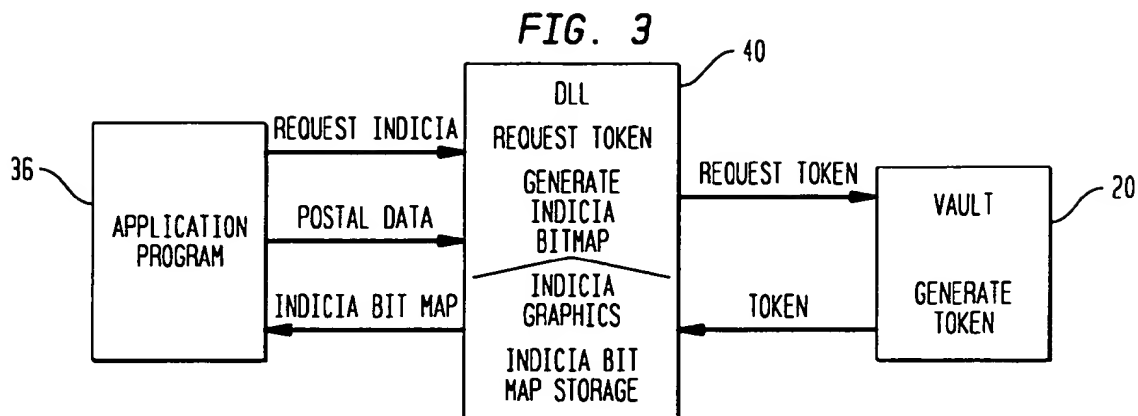 FIG. 3
36
APPLICATION
PROGRAM
REQUEST INDICIA
POSTAL DATA
INDICIA BIT MAP
40
DLL
REQUEST TOKEN
GENERATE
INDICIA
BITMAP
INDICIA
GRAPHICS
INDICIA BIT
MAP STORAGE
REQUEST TOKEN
TOKEN
20
VAULT
GENERATE
TOKEN